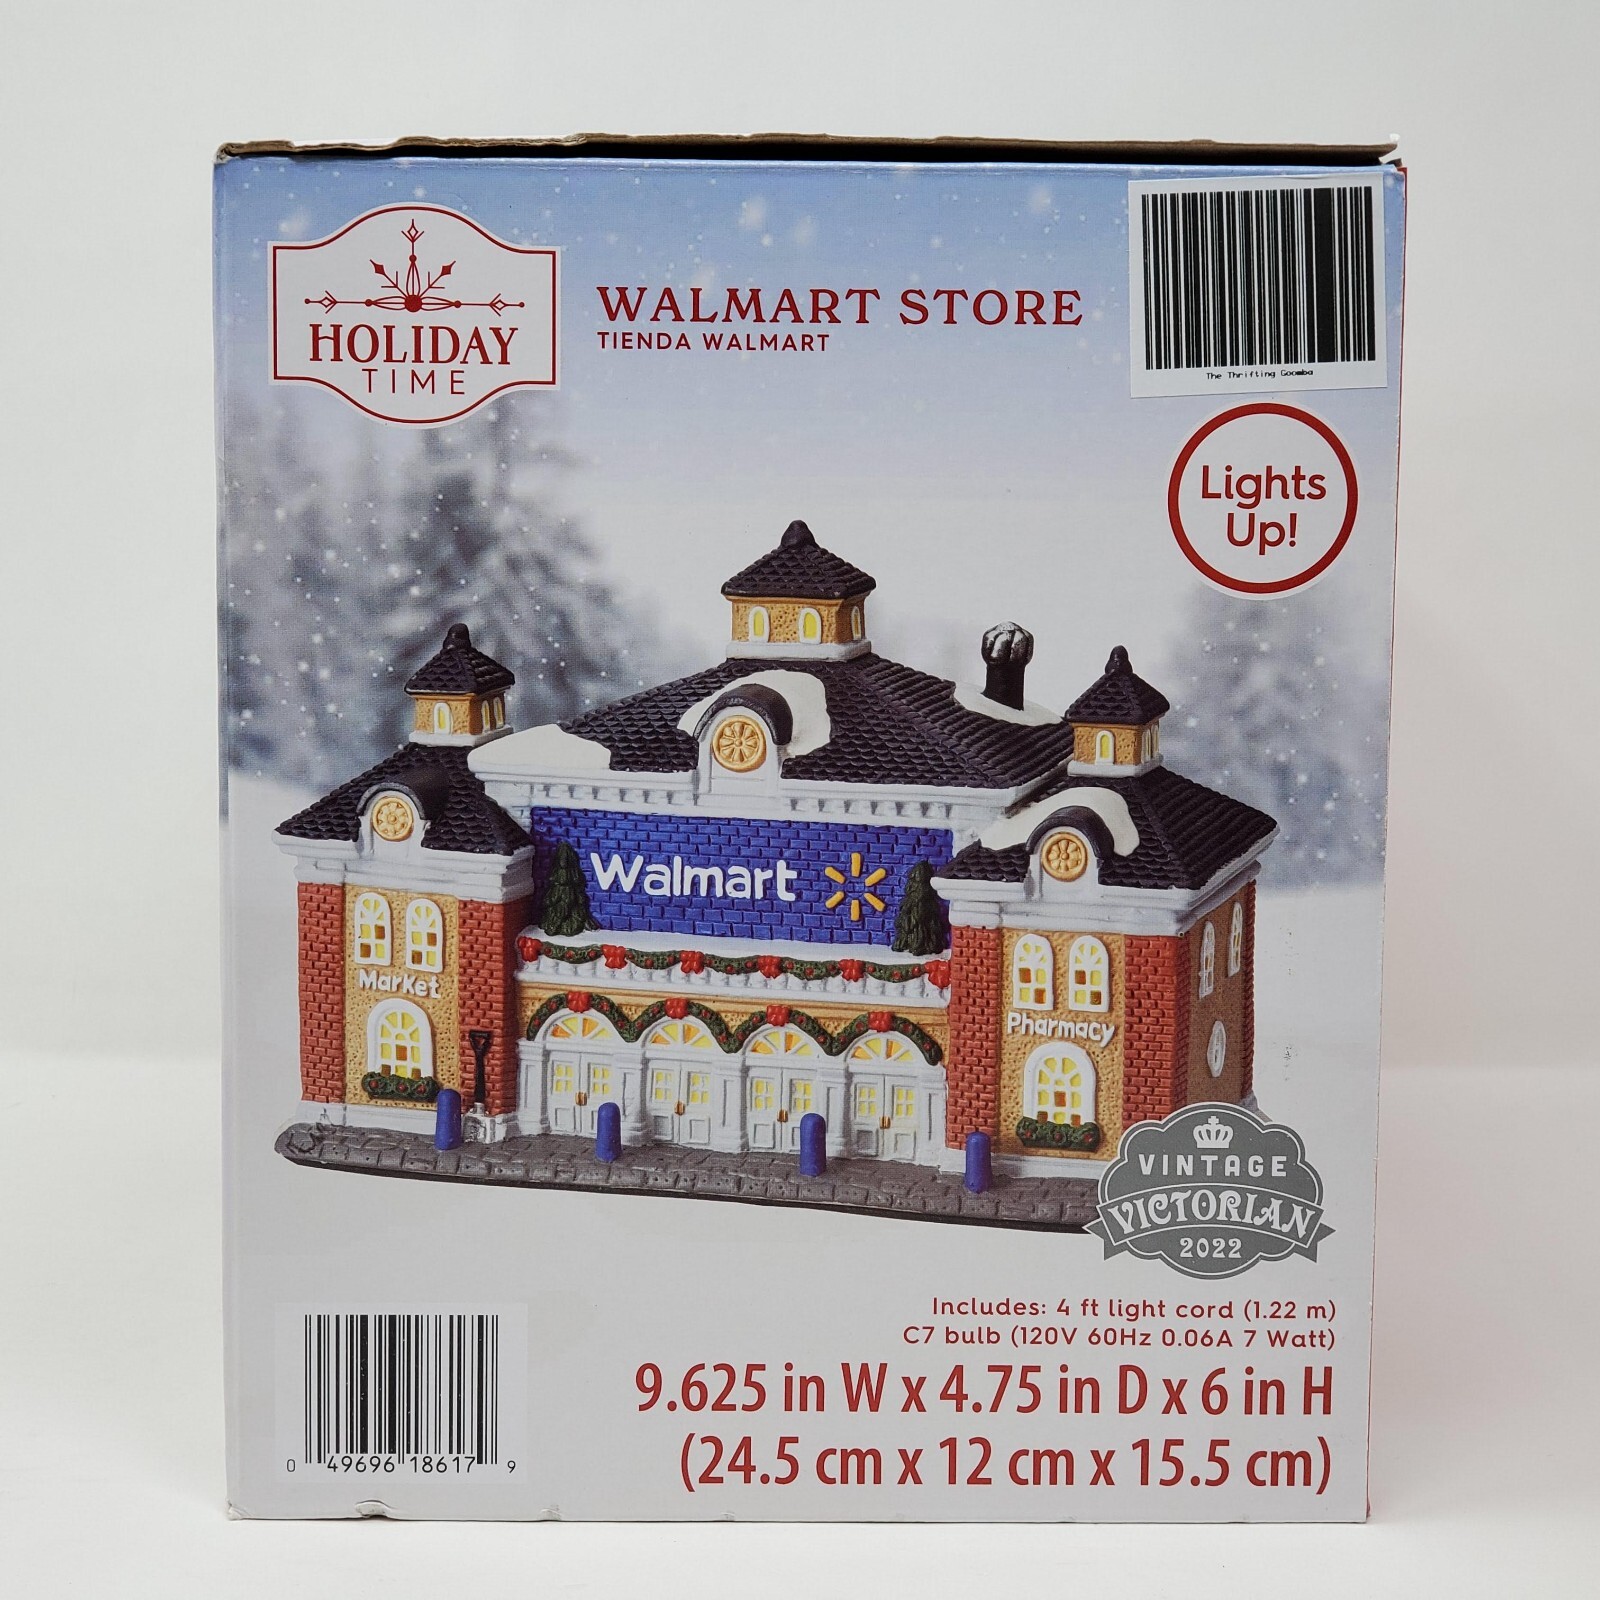 HOLIDAY
TIME
WALMART STORE
TIENDA WALMART
The Thrifting Goomba
Lights
Up!
Walmart
Market
Pharmacy
VINTAGE
VICTORIAN
2022
Includes: 4 ft light cord (1.22 m)
C7 bulb (120V 60Hz 0.06A 7 Watt)
9.625 in W x 4.75 in D x 6 in H
(24.5 cm x 12 cm x 15.5 cm)
0 49696 18617 9